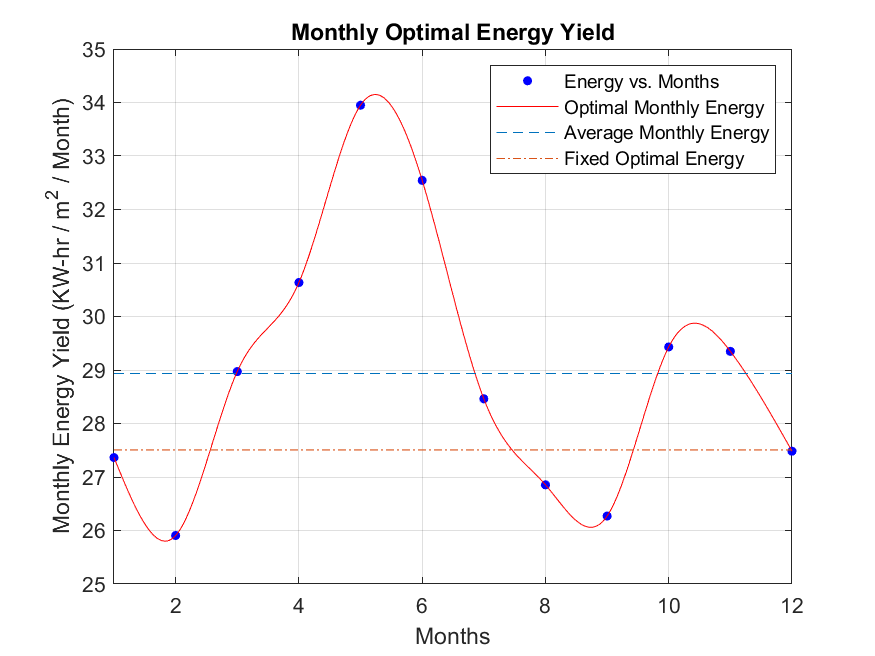 Monthly Optimal Energy Yield
35
34
33
32
31
30
29
28
27
26
25
Monthly Energy Yield (KW-hr / m² / Month)
Energy vs. Months
Optimal Monthly Energy
Average Monthly Energy
Fixed Optimal Energy
2 4 6 8 10 12
Months